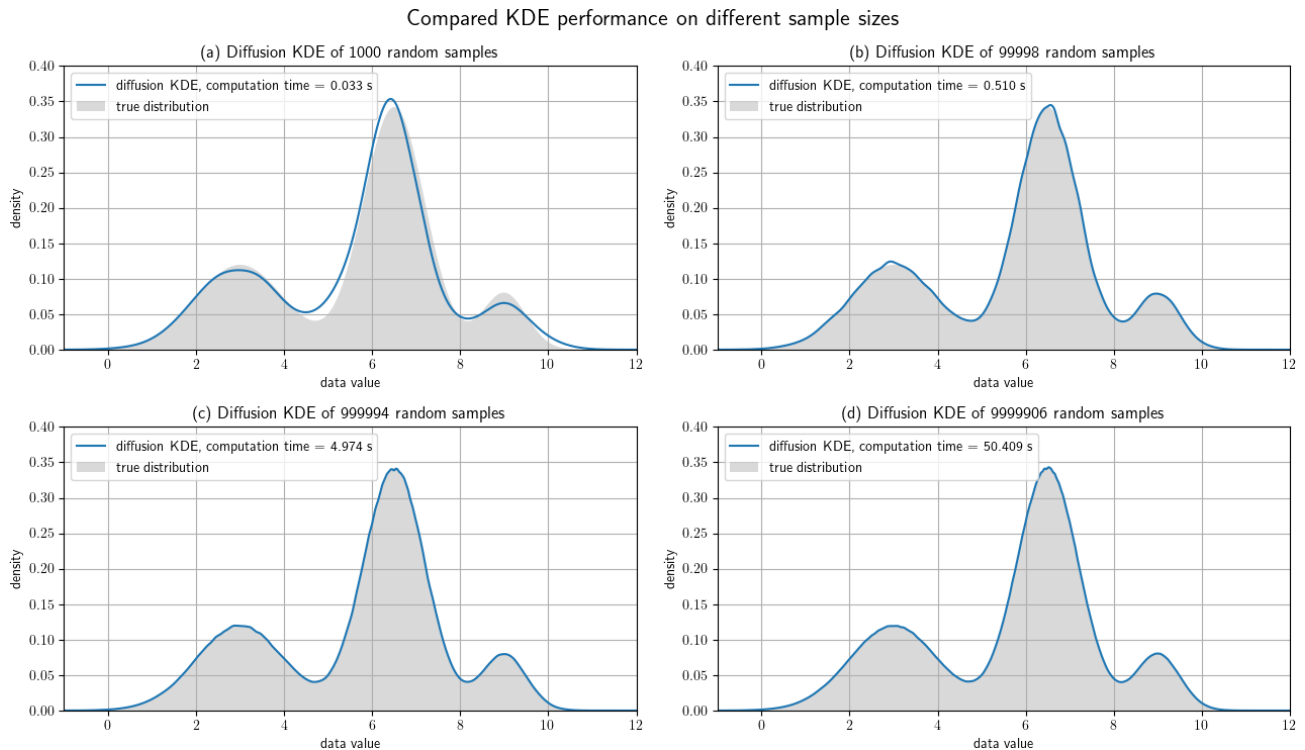 Compared KDE performance on different sample sizes
(a) Diffusion KDE of 1000 random samples
diffusion KDE, computation time = 0.033 s
true distribution
0.40
0.35
0.30
0.25
0.20
0.15
0.10
0.05
0.00
density
0 2 4 6 8 10 12
data value
(b) Diffusion KDE of 99998 random samples
diffusion KDE, computation time = 0.510 s
true distribution
0.40
0.35
0.30
0.25
0.20
0.15
0.10
0.05
0.00
density
0 2 4 6 8 10 12
data value
(c) Diffusion KDE of 999994 random samples
diffusion KDE, computation time = 4.974 s
true distribution
0.40
0.35
0.30
0.25
0.20
0.15
0.10
0.05
0.00
density
0 2 4 6 8 10 12
data value
(d) Diffusion KDE of 9999906 random samples
diffusion KDE, computation time = 50.409 s
true distribution
0.40
0.35
0.30
0.25
0.20
0.15
0.10
0.05
0.00
density
0 2 4 6 8 10 12
data value